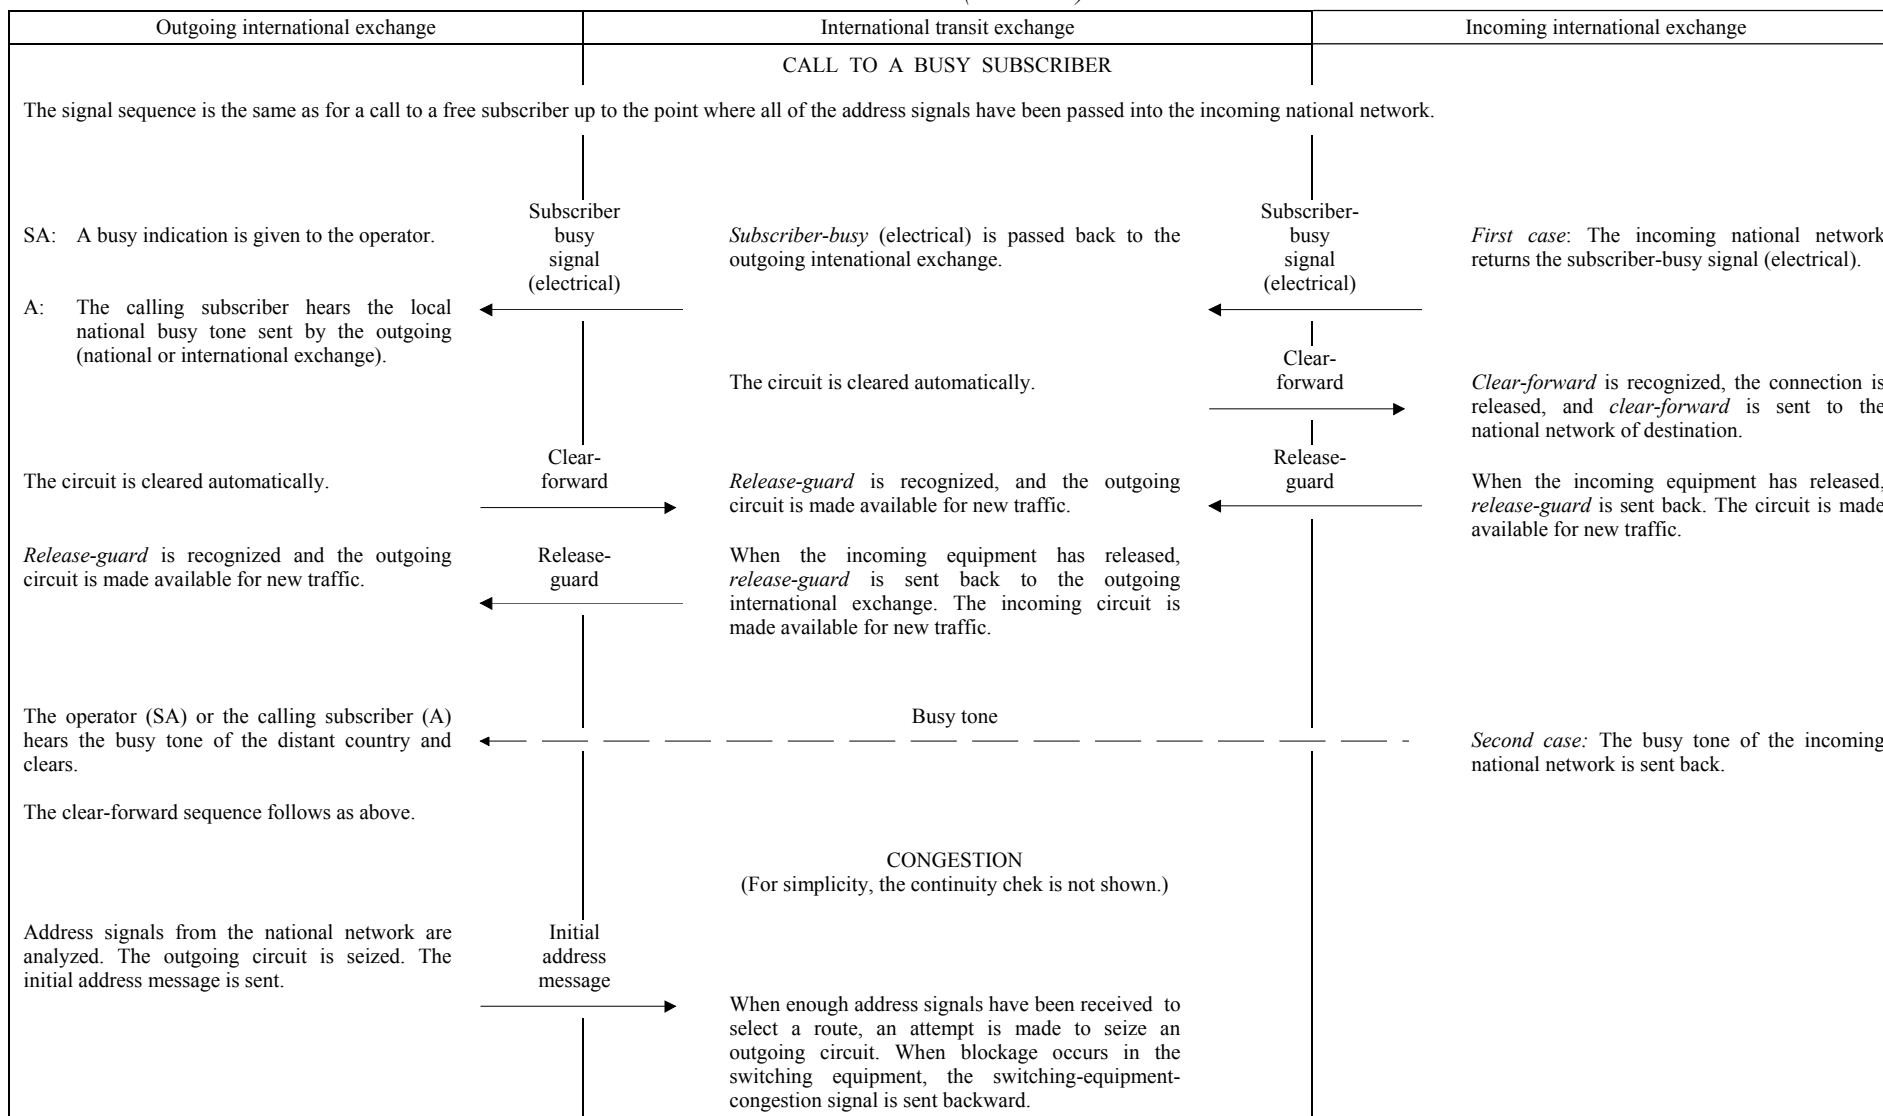 Outgoing international exchange
International transit exchange
Incoming international exchange
CALL TO A BUSY SUBSCRIBER
The signal sequence is the same as for a call to a free subscriber up to the point where all of the address signals have been passed into the incoming national network.
SA: A busy indication is given to the operator.
Subscriber
busy
signal
(electrical)
Subscriber-busy (electrical) is passed back to the
outgoing intenational exchange.
Subscriber-
busy
signal
(electrical)
First case: The incoming national network
returns the subscriber-busy signal (electrical).
A: The calling subscriber hears the local
national busy tone sent by the outgoing
(national or international exchange).
The circuit is cleared automatically.
Clear-
forward
Clear-forward is recognized, the connection is
released, and clear-forward is sent to the
national network of destination.
The circuit is cleared automatically.
Clear-
forward
Release-guard is recognized, and the outgoing
circuit is made available for new traffic.
Release-
guard
When the incoming equipment has released,
release-guard is sent back. The circuit is made
available for new traffic.
Release-guard is recognized and the outgoing
circuit is made available for new traffic.
Release-
guard
When the incoming equipment has released,
release-guard is sent back to the outgoing
international exchange. The incoming circuit is
made available for new traffic.
The operator (SA) or the calling subscriber (A)
hears the busy tone of the distant country and
clears.
Busy tone
Second case: The busy tone of the incoming
national network is sent back.
The clear-forward sequence follows as above.
CONGESTION
(For simplicity, the continuity chek is not shown.)
Address signals from the national network are
analyzed. The outgoing circuit is seized. The
initial address message is sent.
Initial
address
message
When enough address signals have been received to
select a route, an attempt is made to seize an
outgoing circuit. When blockage occurs in the
switching equipment, the switching-equipment-
congestion signal is sent backward.